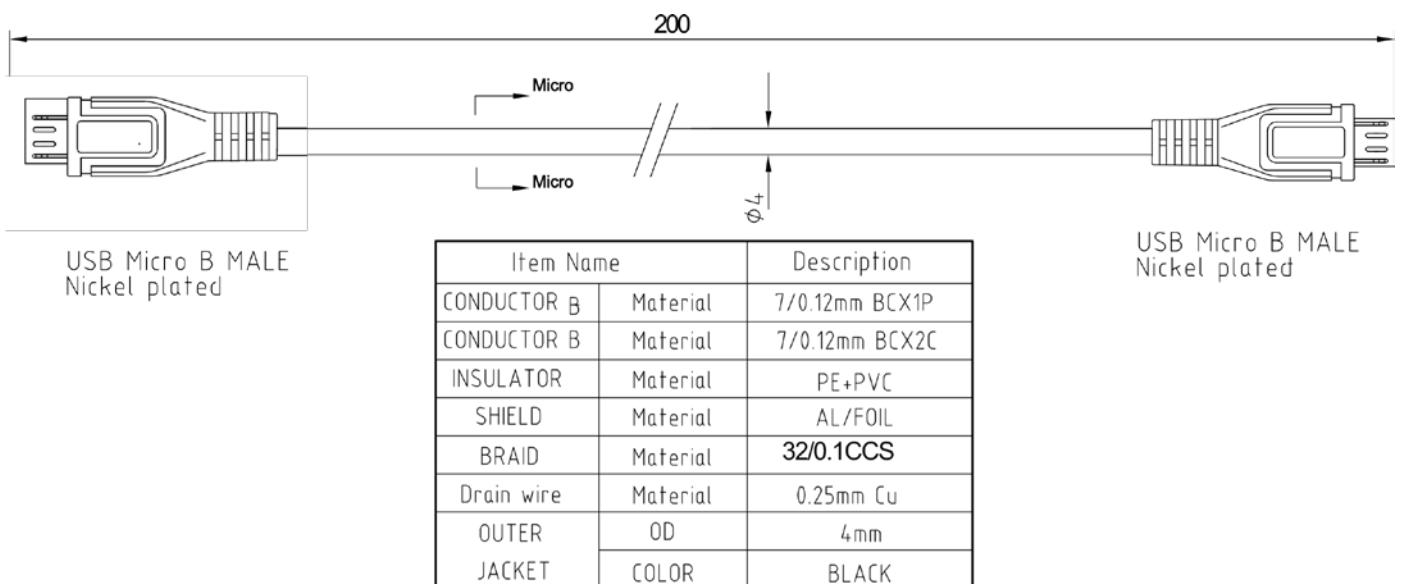 200
Micro
Micro
φ4
USB Micro B MALE
Nickel plated
USB Micro B MALE
Nickel plated
Item Name Description
CONDUCTOR B Material 7/0.12mm BCX1P
CONDUCTOR B Material 7/0.12mm BCX2C
INSULATOR Material PE+PVC
SHIELD Material AL/FOIL
BRAID Material 32/0.1CCS
Drain wire Material 0.25mm Cu
OUTER OD 4mm
JACKET COLOR BLACK